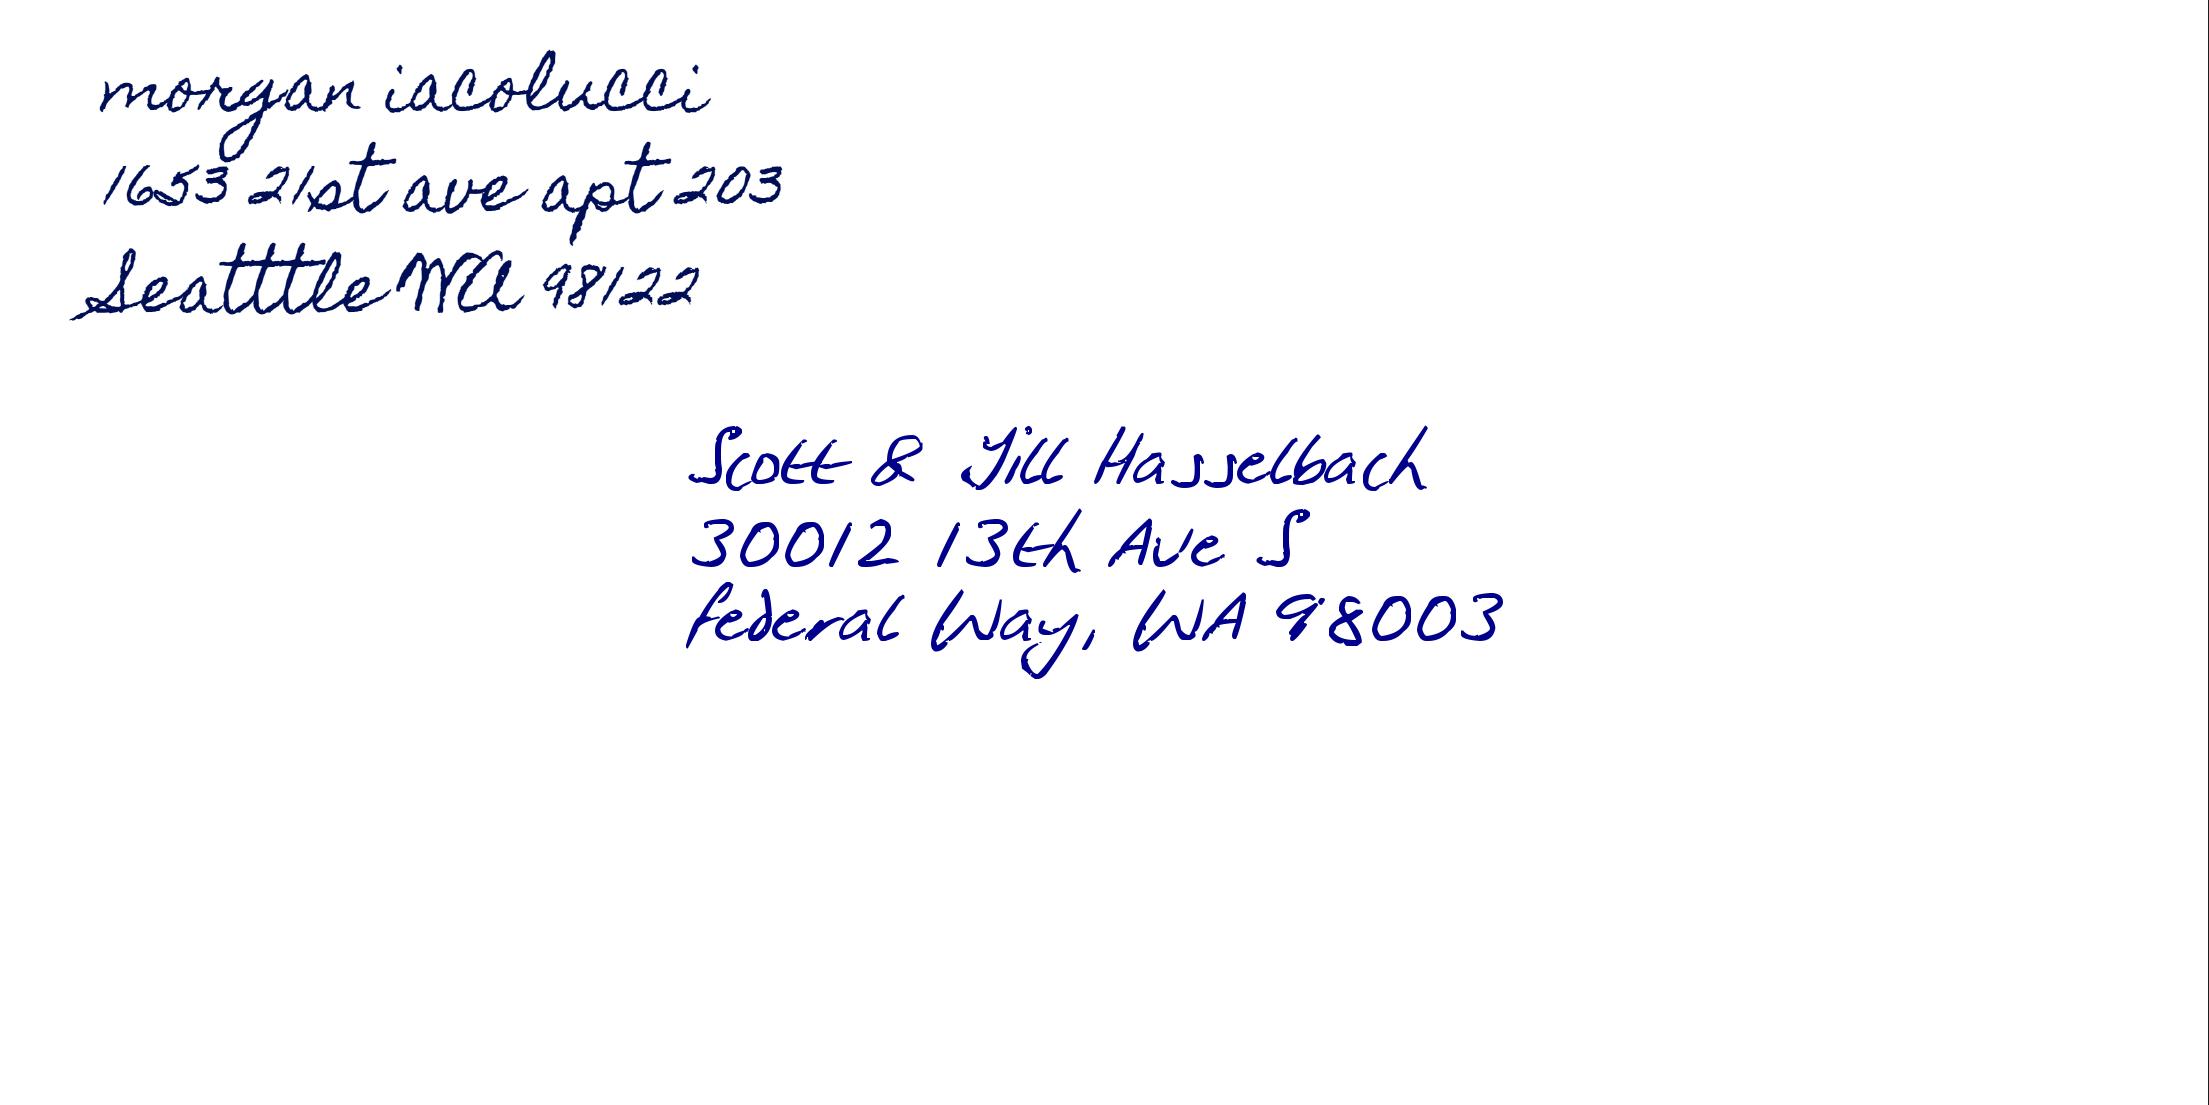 morgan iacolucci
1653 21st ave apt 203
Seatttle WA 98122
Scott & Jill Hasselbach
30012 13th Ave S
Federal Way, WA 98003